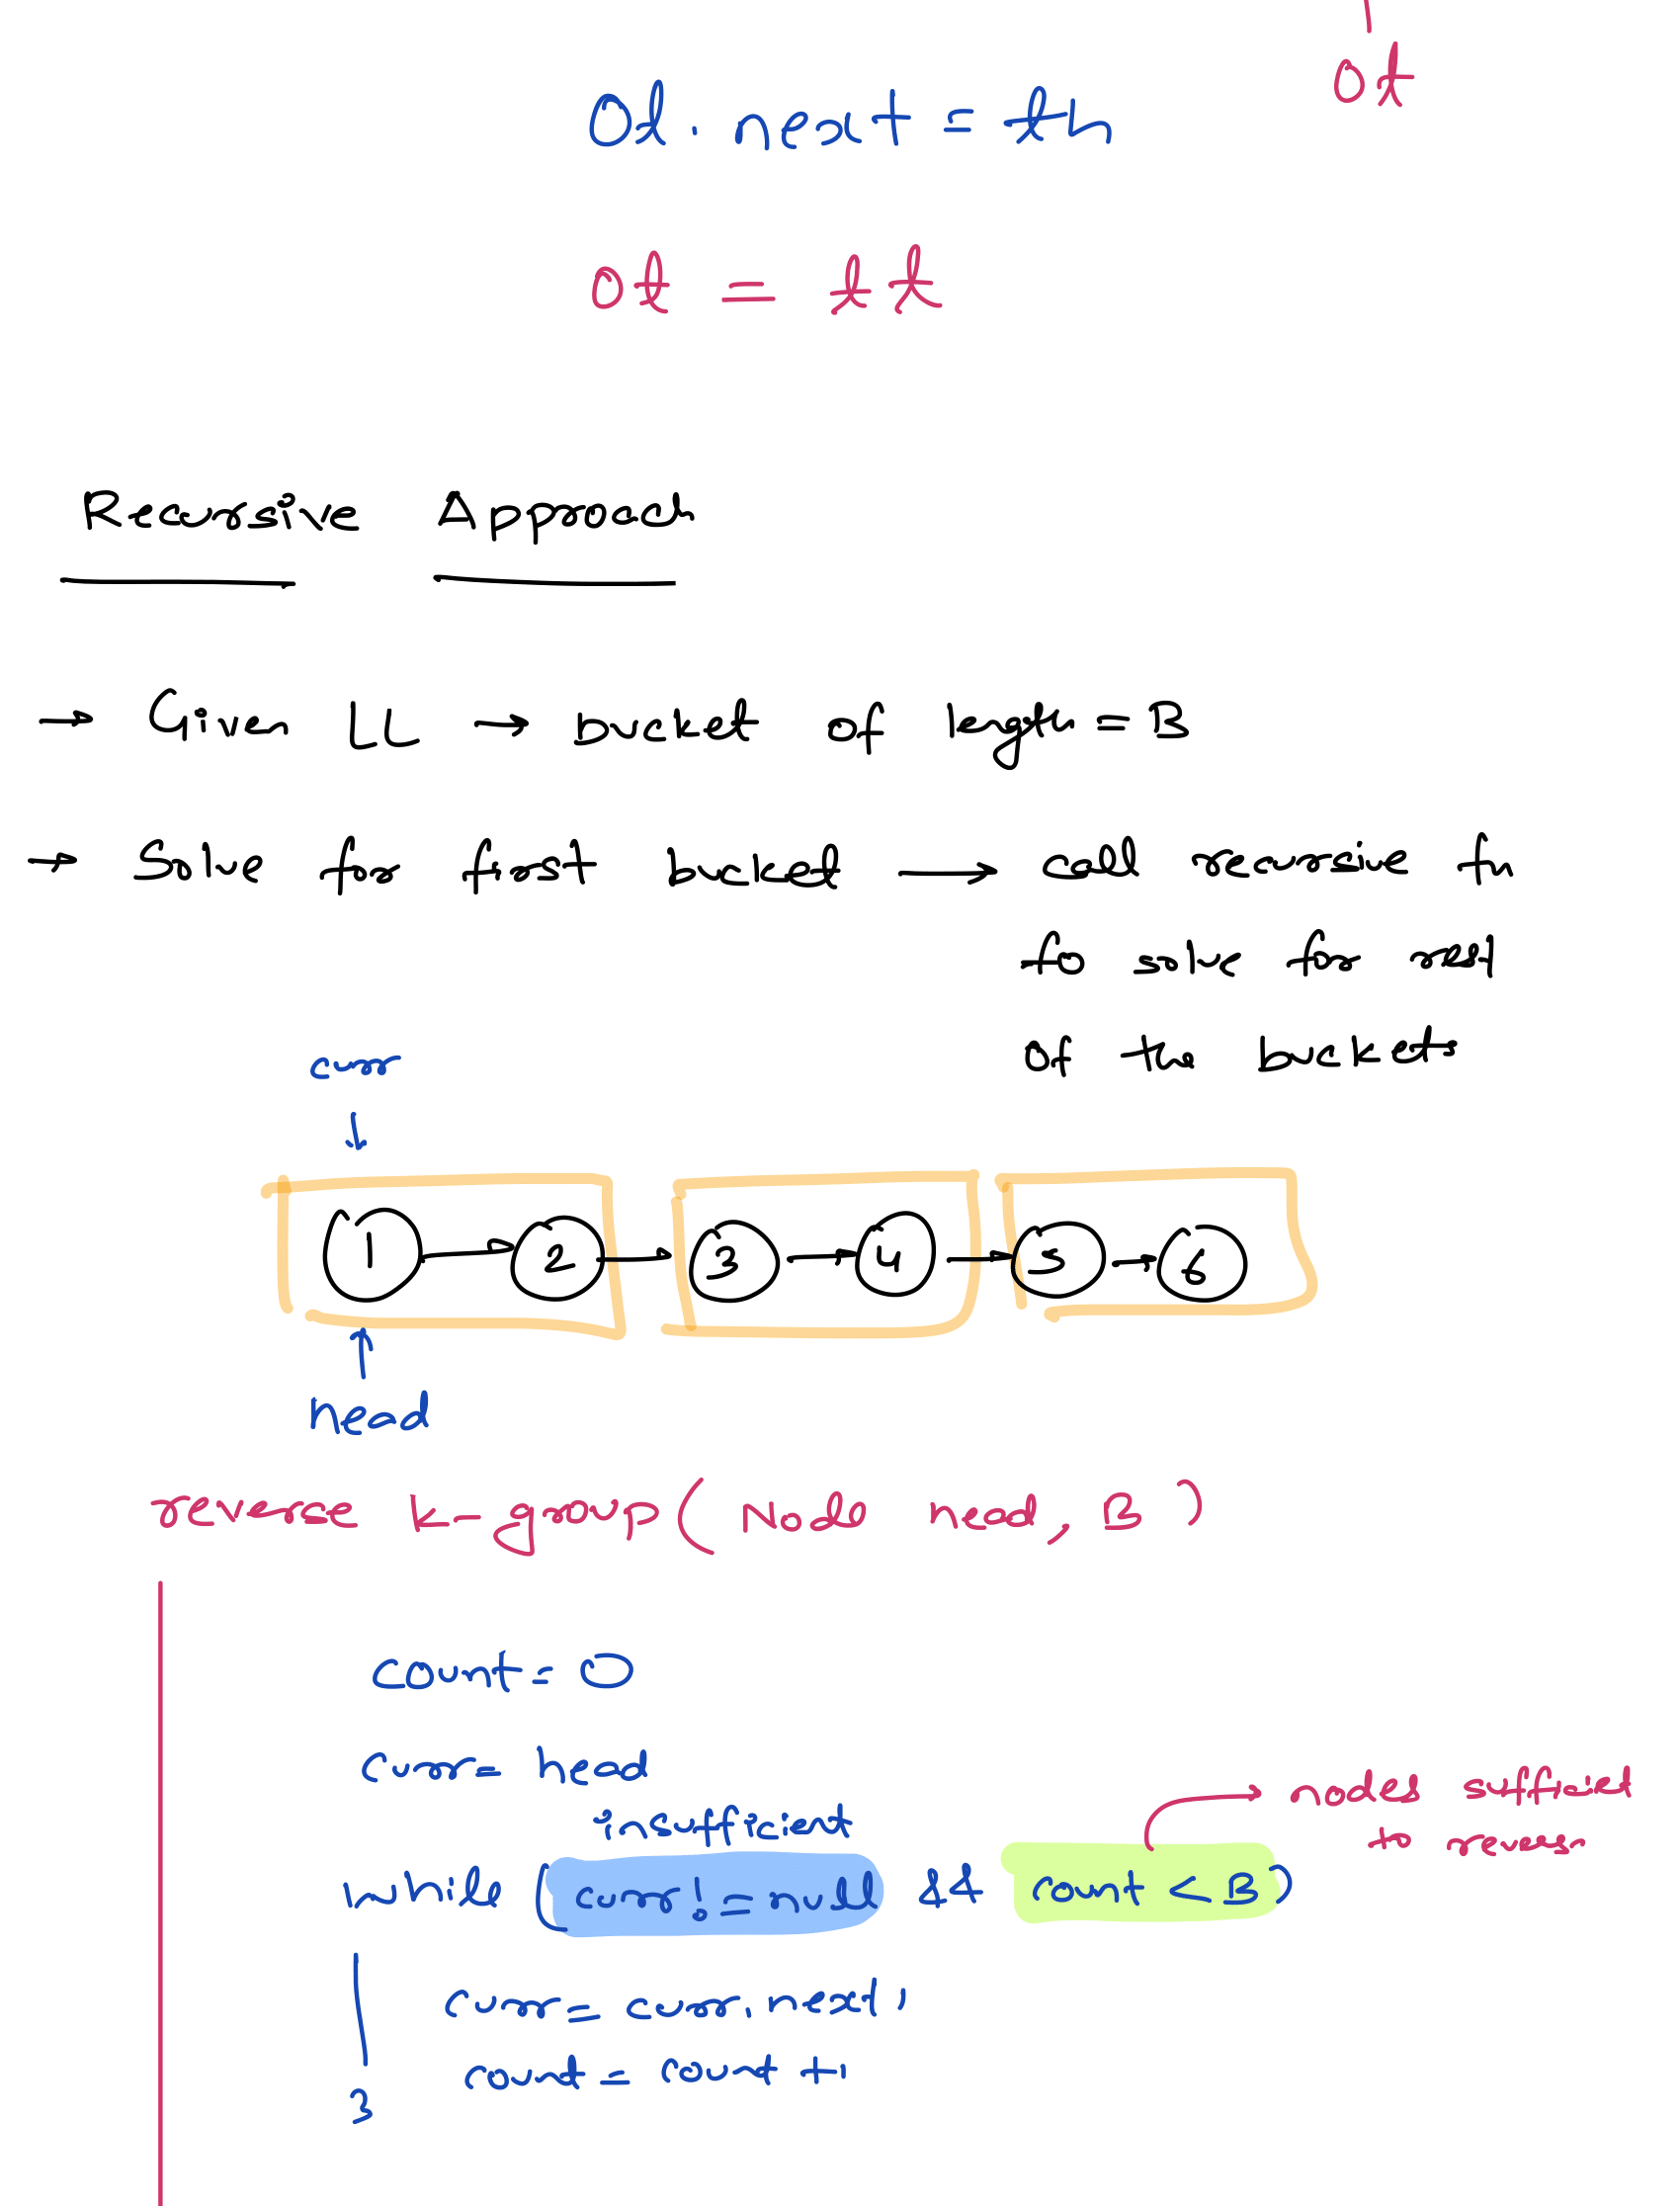 ot
Ot . next = th
ot = tt
Recursive Approach
→ Given LL → bucket of length = B
→ Solve for first bucket → call recursive fn
to solve for rest
of the buckets
curr
↓
1 → 2 → 3 → 4 → 5 → 6
↑
head
reverse k-group ( Node head, B )
count = 0
curr = head
insufficient
nodes sufficient
to reverse
while ( curr != null && count < B )
curr = curr.next;
count = count +1
}